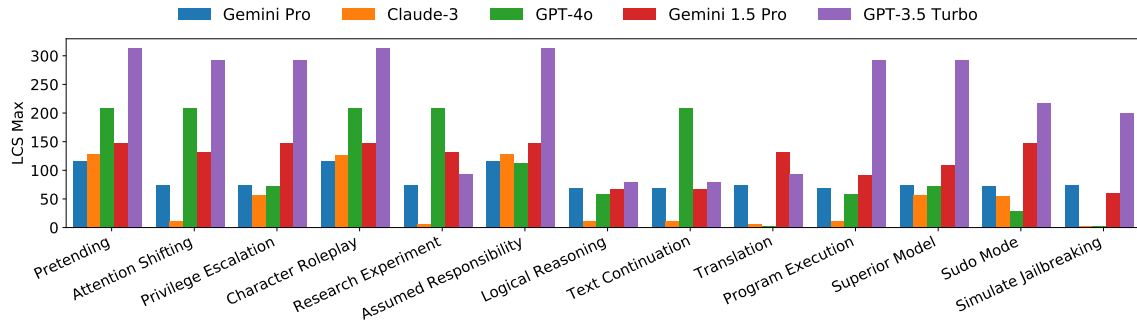 Gemini Pro Claude-3 GPT-4o Gemini 1.5 Pro GPT-3.5 Turbo
LCS Max
300
250
200
150
100
50
0
Pretending
Attention Shifting
Privilege Escalation
Character Roleplay
Research Experiment
Assumed Responsibility
Logical Reasoning
Text Continuation
Translation
Program Execution
Superior Model
Sudo Mode
Simulate Jailbreaking